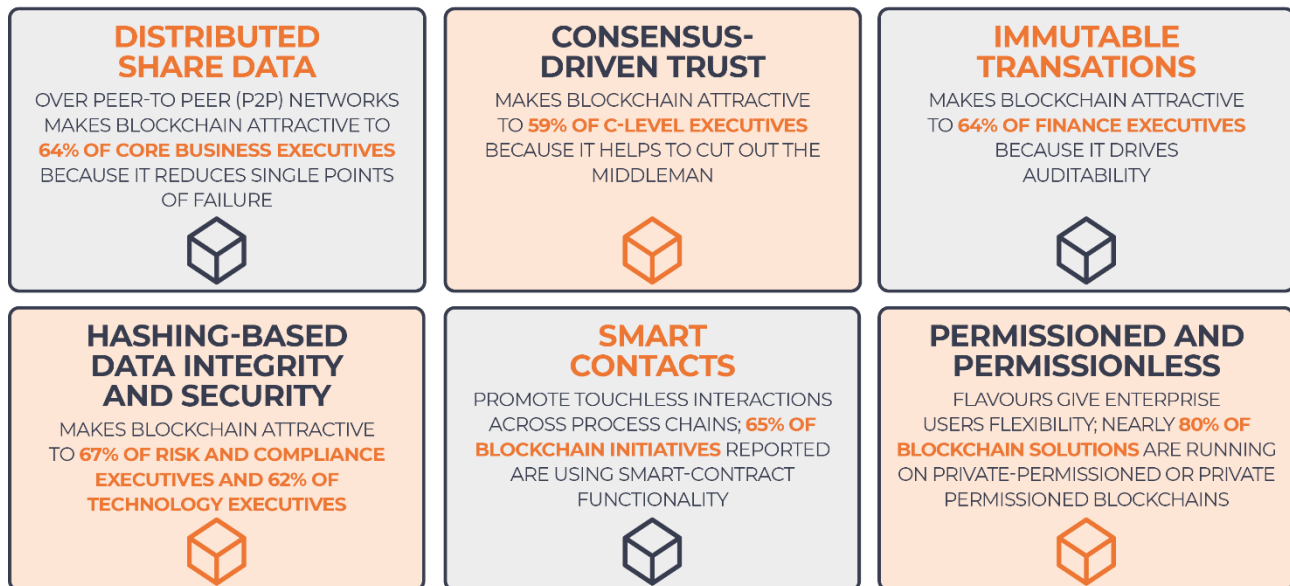 DISTRIBUTED
SHARE DATA
OVER PEER-TO PEER (P2P) NETWORKS
MAKES BLOCKCHAIN ATTRACTIVE TO
64% OF CORE BUSINESS EXECUTIVES
BECAUSE IT REDUCES SINGLE POINTS
OF FAILURE
CONSENSUS-
DRIVEN TRUST
MAKES BLOCKCHAIN ATTRACTIVE
TO 59% OF C-LEVEL EXECUTIVES
BECAUSE IT HELPS TO CUT OUT THE
MIDDLEMAN
IMMUTABLE
TRANSATIONS
MAKES BLOCKCHAIN ATTRACTIVE
TO 64% OF FINANCE EXECUTIVES
BECAUSE IT DRIVES
AUDITABILITY
HASHING-BASED
DATA INTEGRITY
AND SECURITY
MAKES BLOCKCHAIN ATTRACTIVE
TO 67% OF RISK AND COMPLIANCE
EXECUTIVES AND 62% OF
TECHNOLOGY EXECUTIVES
SMART
CONTACTS
PROMOTE TOUCHLESS INTERACTIONS
ACROSS PROCESS CHAINS; 65% OF
BLOCKCHAIN INITIATIVES REPORTED
ARE USING SMART-CONTRACT
FUNCTIONALITY
PERMISSIONED AND
PERMISSIONLESS
FLAVOURS GIVE ENTERPRISE
USERS FLEXIBILITY; NEARLY 80% OF
BLOCKCHAIN SOLUTIONS ARE RUNNING
ON PRIVATE-PERMISSIONED OR PRIVATE
PERMISSIONED BLOCKCHAINS